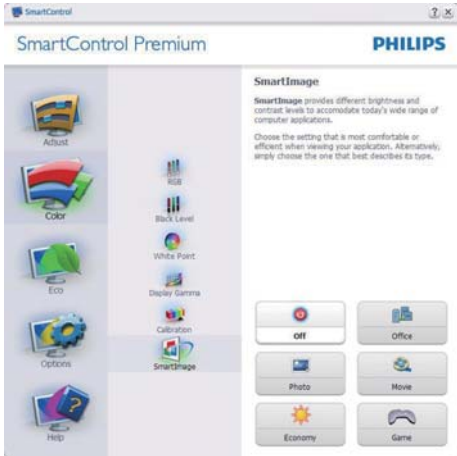 SmartControl
SmartControl Premium
PHILIPS
Adjust
Color
Eco
Options
Help
RGB
Black Level
White Point
Display Gamma
Calibration
SmartImage
SmartImage
SmartImage provides different brightness and
contrast levels to accomodate today's wide range of
computer applications.
Choose the setting that is most comfortable or
efficient when viewing your application. Alternatively,
simply choose the one that best describes its type.
Off
Office
Photo
Movie
Economy
Game